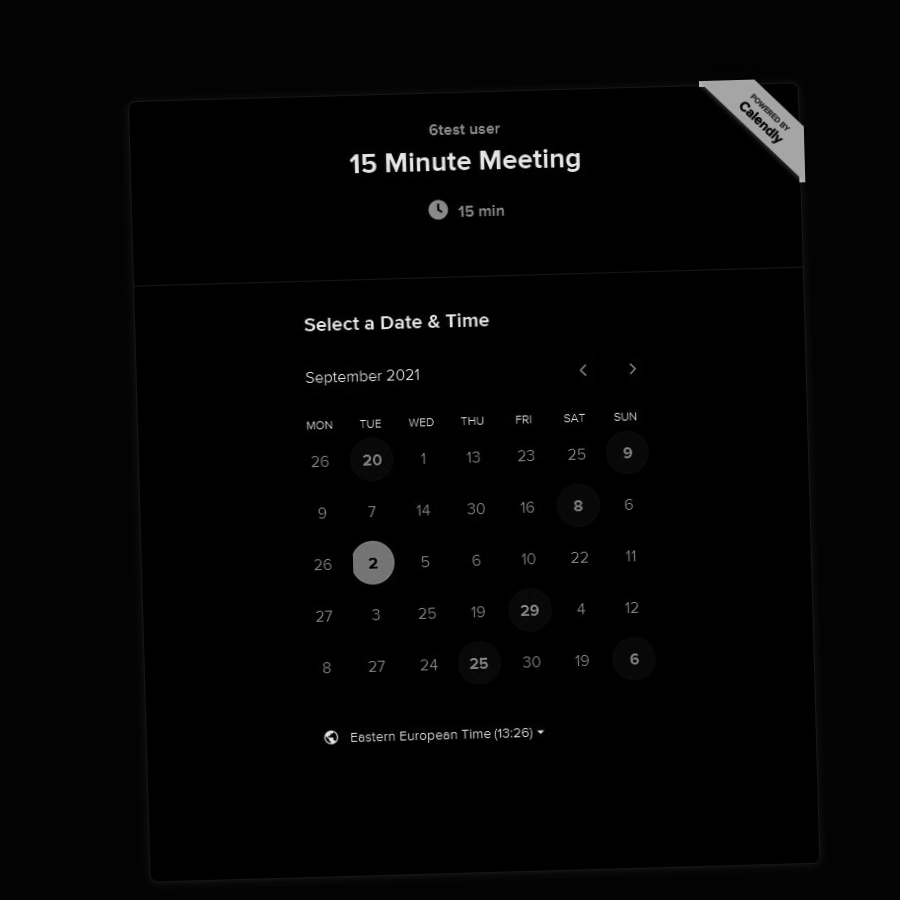 POWERED BY
Calendly
6test user
15 Minute Meeting
15 min
Select a Date & Time
September 2021
MON TUE WED THU FRI SAT SUN
26 20 1 13 23 25 9
9 7 14 30 16 8 6
26 2 5 6 10 22 11
27 3 25 19 29 4 12
8 27 24 25 30 19 6
Eastern European Time (13:26)